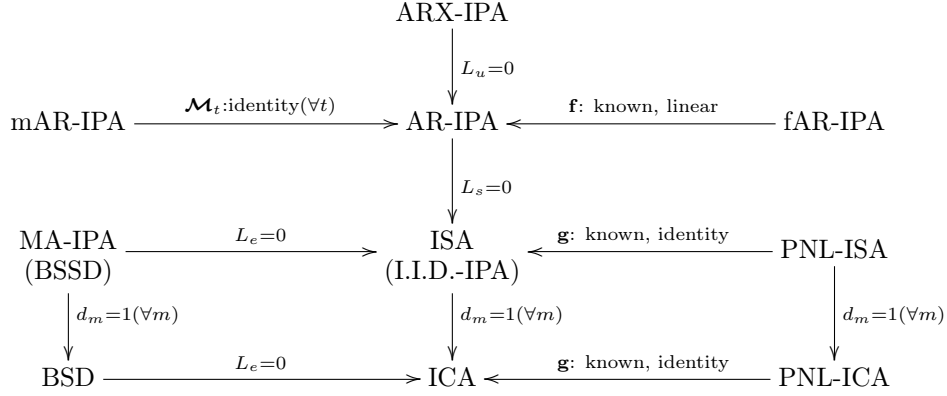 ARX-IPA
L_u=0
mAR-IPA
𝓜_t:identity(∀t)
AR-IPA
f: known, linear
fAR-IPA
L_s=0
MA-IPA
(BSSD)
L_e=0
ISA
(I.I.D.-IPA)
g: known, identity
PNL-ISA
d_m=1(∀m)
d_m=1(∀m)
d_m=1(∀m)
BSD
L_e=0
ICA
g: known, identity
PNL-ICA